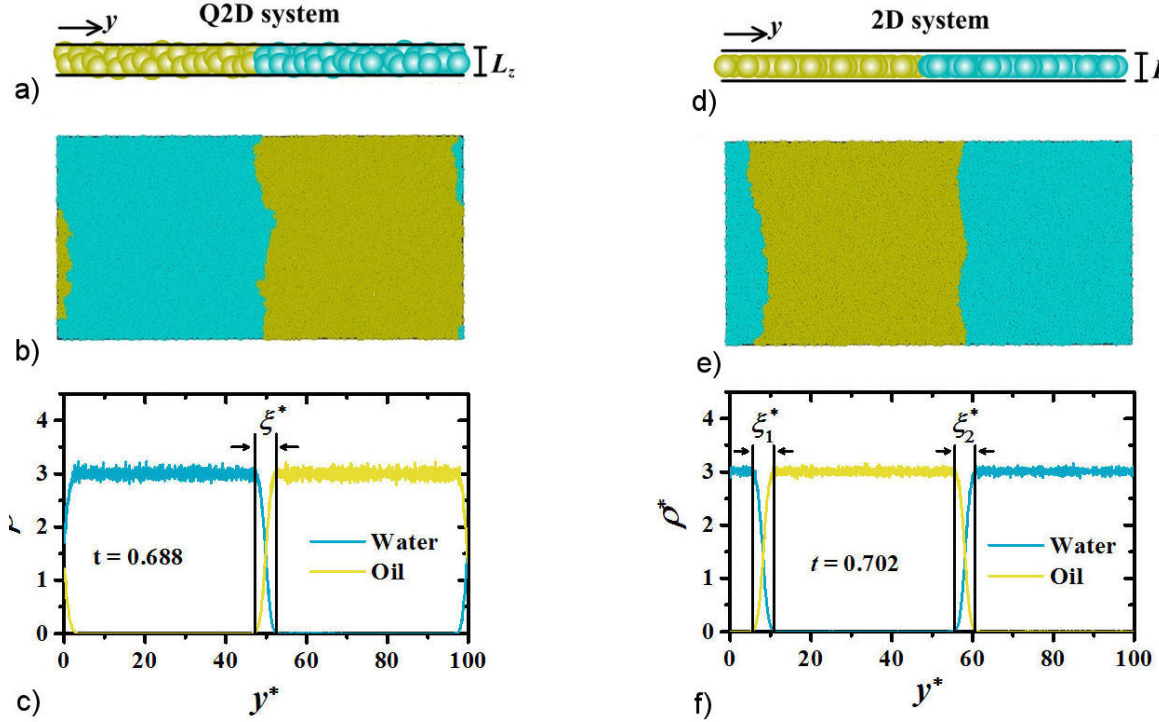 Q2D system
y
L_z
a)
b)
ξ*
4
3
2
1
0
t = 0.688
Water
Oil
0 20 40 60 80 100
y*
c)
2D system
y
d)
e)
ξ₁* ξ₂*
ρ*
4
3
2
1
0
t = 0.702
Water
Oil
0 20 40 60 80 100
y*
f)